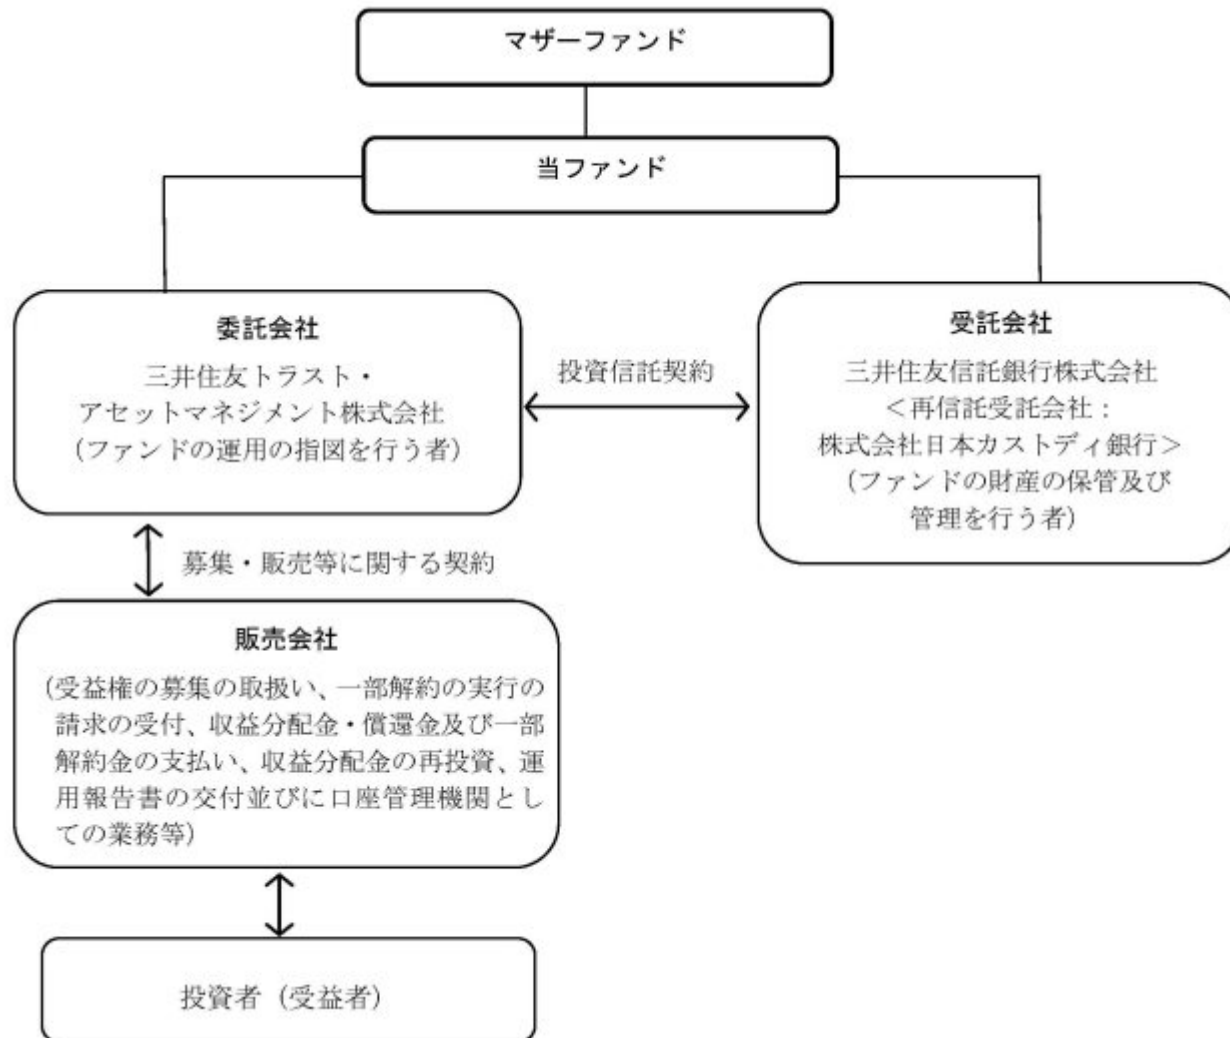 マザーファンド
当ファンド
委託会社
三井住友トラスト・
アセットマネジメント株式会社
（ファンドの運用の指図を行う者）
投資信託契約
受託会社
三井住友信託銀行株式会社
＜再信託受託会社：
株式会社日本カストディ銀行＞
（ファンドの財産の保管及び
管理を行う者）
募集・販売等に関する契約
販売会社
（受益権の募集の取扱い、一部解約の実行の
請求の受付、収益分配金・償還金及び一部
解約金の支払い、収益分配金の再投資、運
用報告書の交付並びに口座管理機関とし
ての業務等）
投資者（受益者）